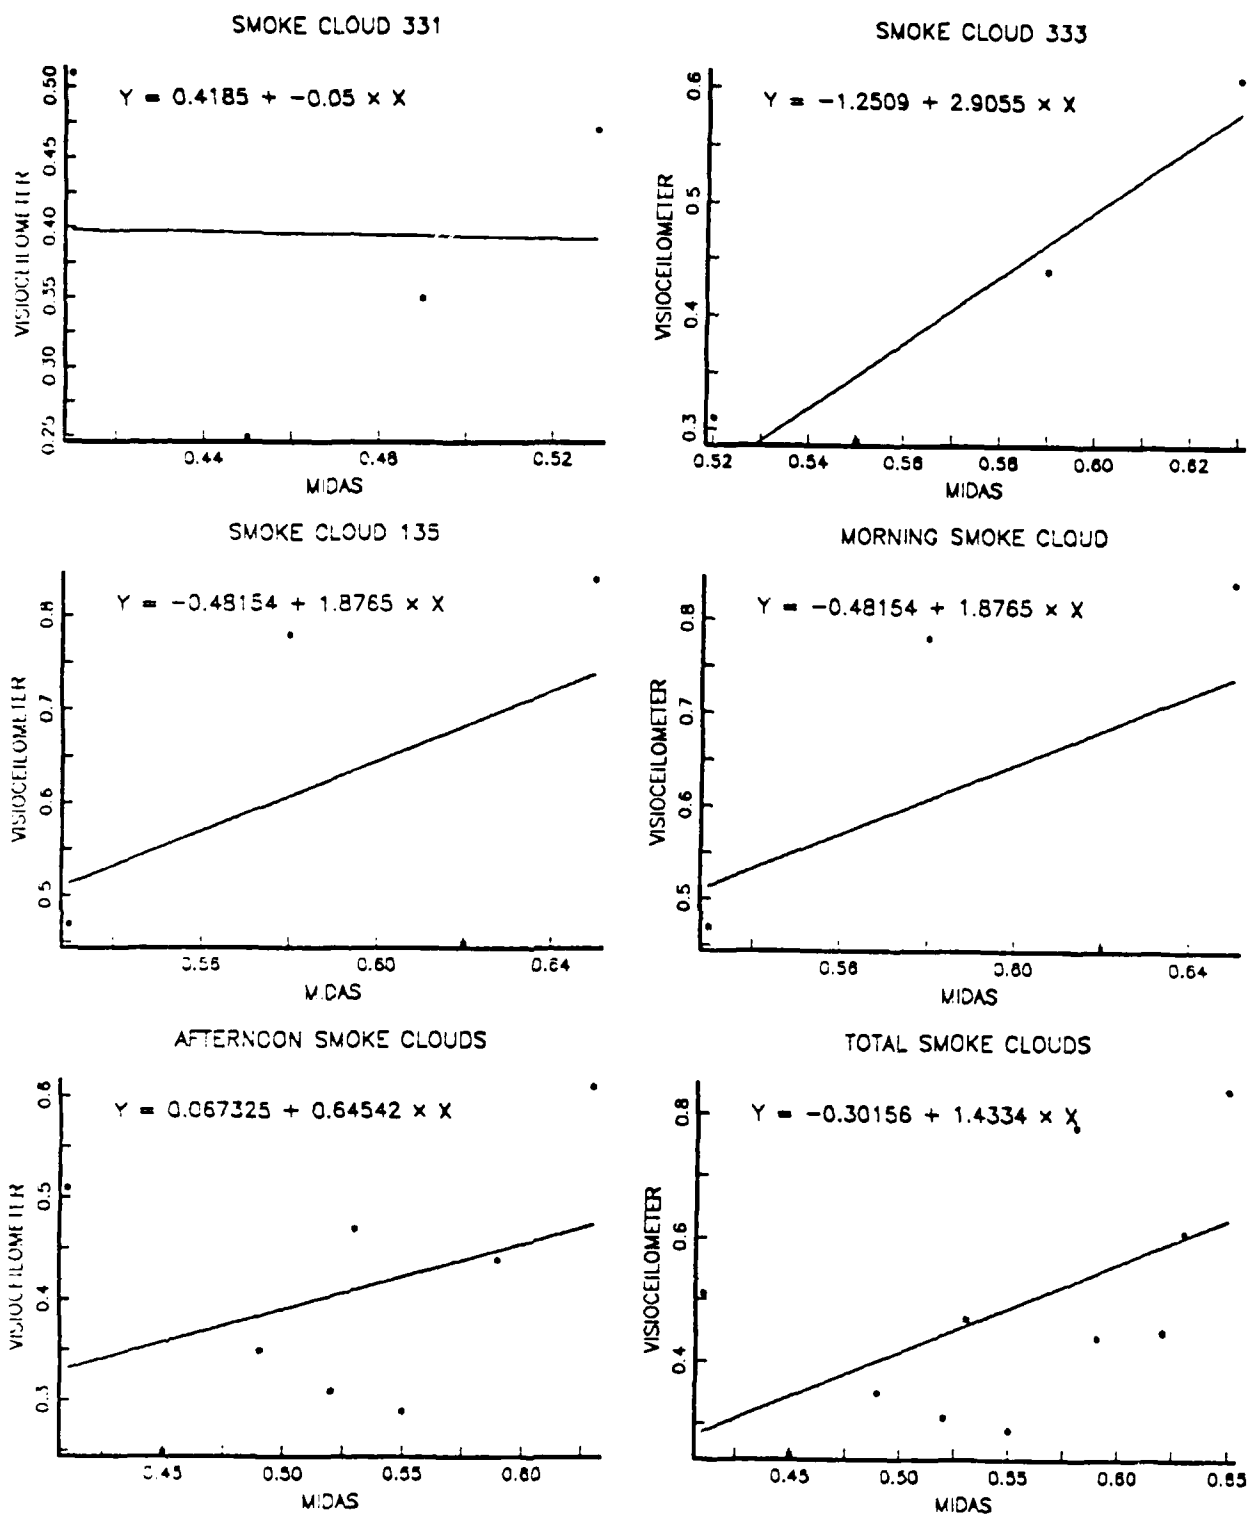 SMOKE CLOUD 331
Y = 0.4185 + -0.05 × X
VISIOCEILOMETER
0.50
0.45
0.40
0.35
0.30
0.25
0.44
0.48
0.52
MIDAS
SMOKE CLOUD 333
Y = -1.2509 + 2.9055 × X
VISIOCEILOMETER
0.6
0.5
0.4
0.3
0.52
0.54
0.56
0.58
0.60
0.62
MIDAS
SMOKE CLOUD 135
Y = -0.48154 + 1.8765 × X
VISIOCEILOMETER
0.8
0.7
0.6
0.5
0.56
0.60
0.64
MIDAS
MORNING SMOKE CLOUD
Y = -0.48154 + 1.8765 × X
VISIOCEILOMETER
0.8
0.7
0.6
0.5
0.56
0.60
0.64
MIDAS
AFTERNOON SMOKE CLOUDS
Y = 0.067325 + 0.64542 × X
VISIOCEILOMETER
0.6
0.5
0.4
0.3
0.45
0.50
0.55
0.60
MIDAS
TOTAL SMOKE CLOUDS
Y = -0.30156 + 1.4334 × X
VISIOCEILOMETER
0.8
0.6
0.4
0.45
0.50
0.55
0.60
0.65
MIDAS